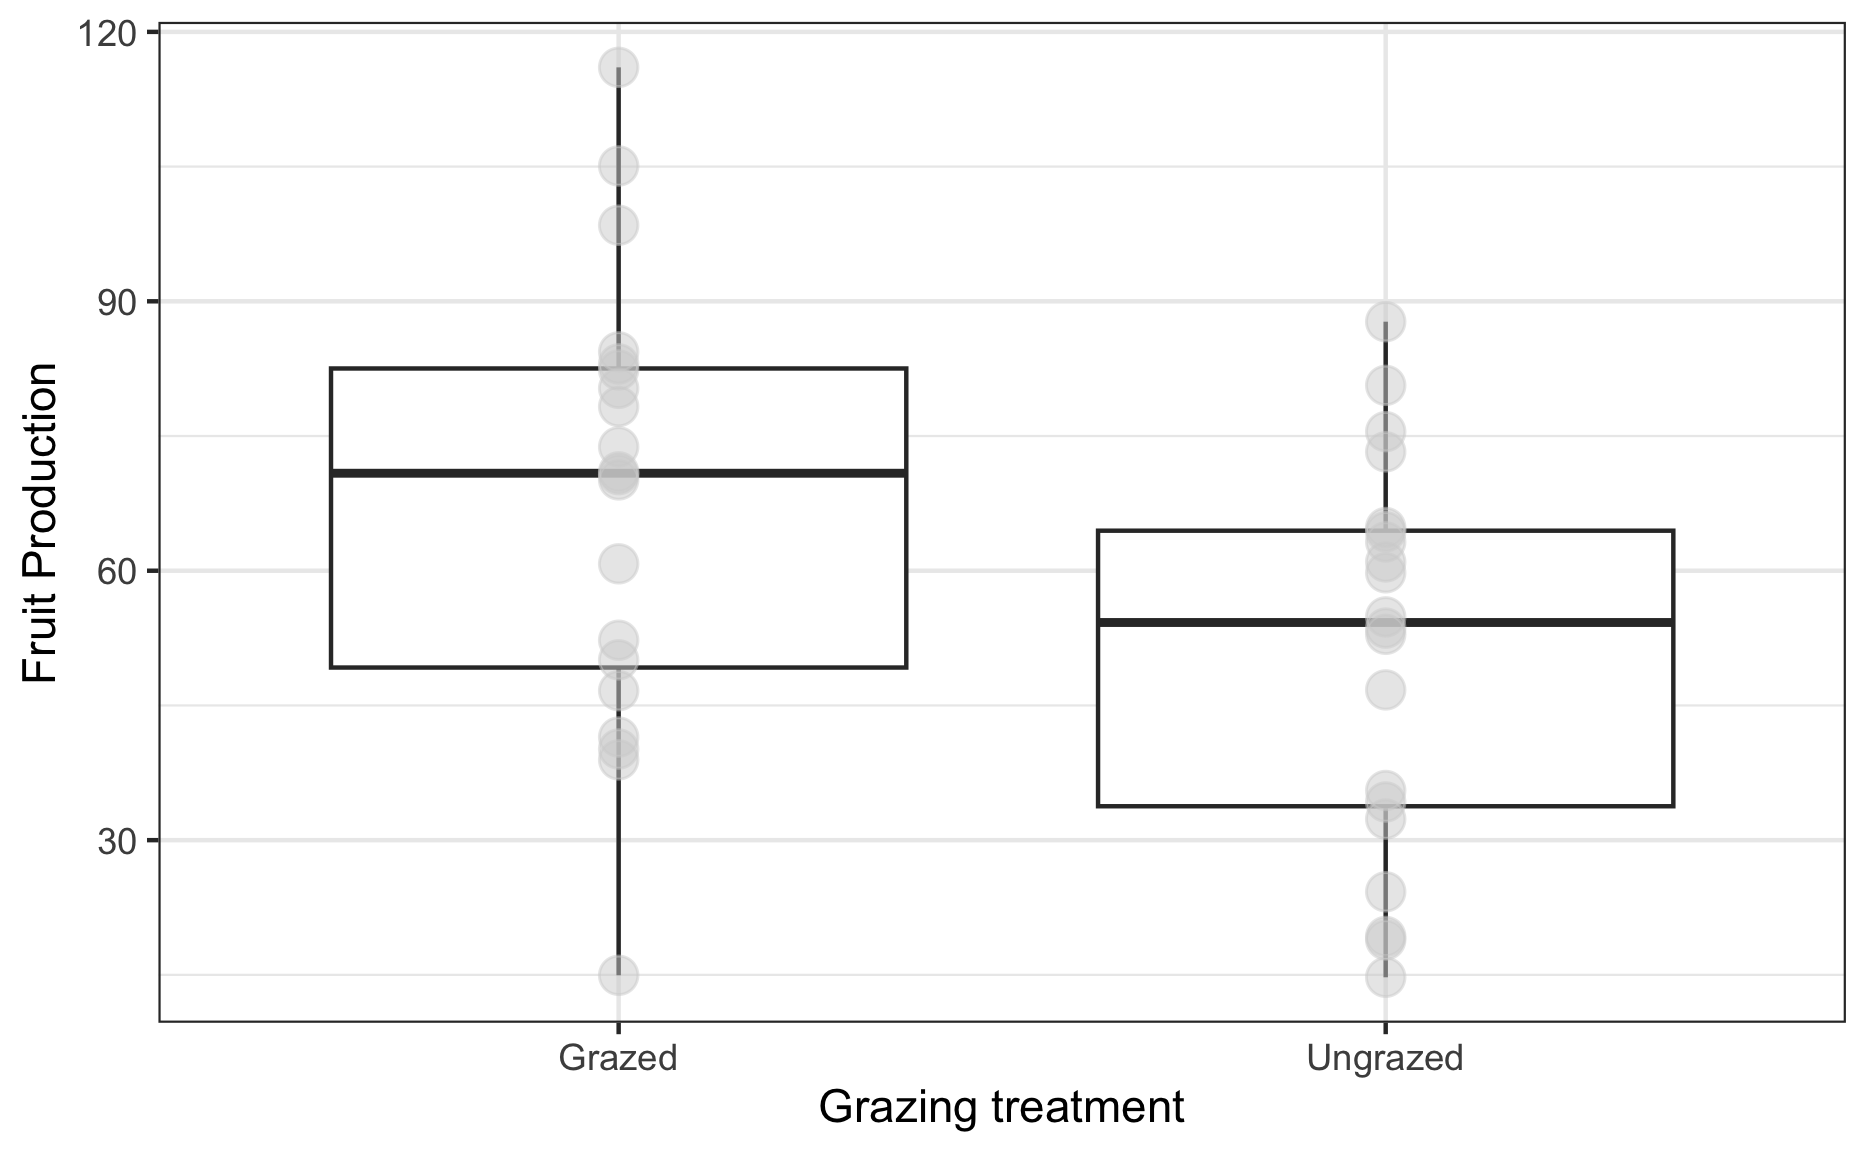 120
90
60
30
Fruit Production
Grazed
Ungrazed
Grazing treatment